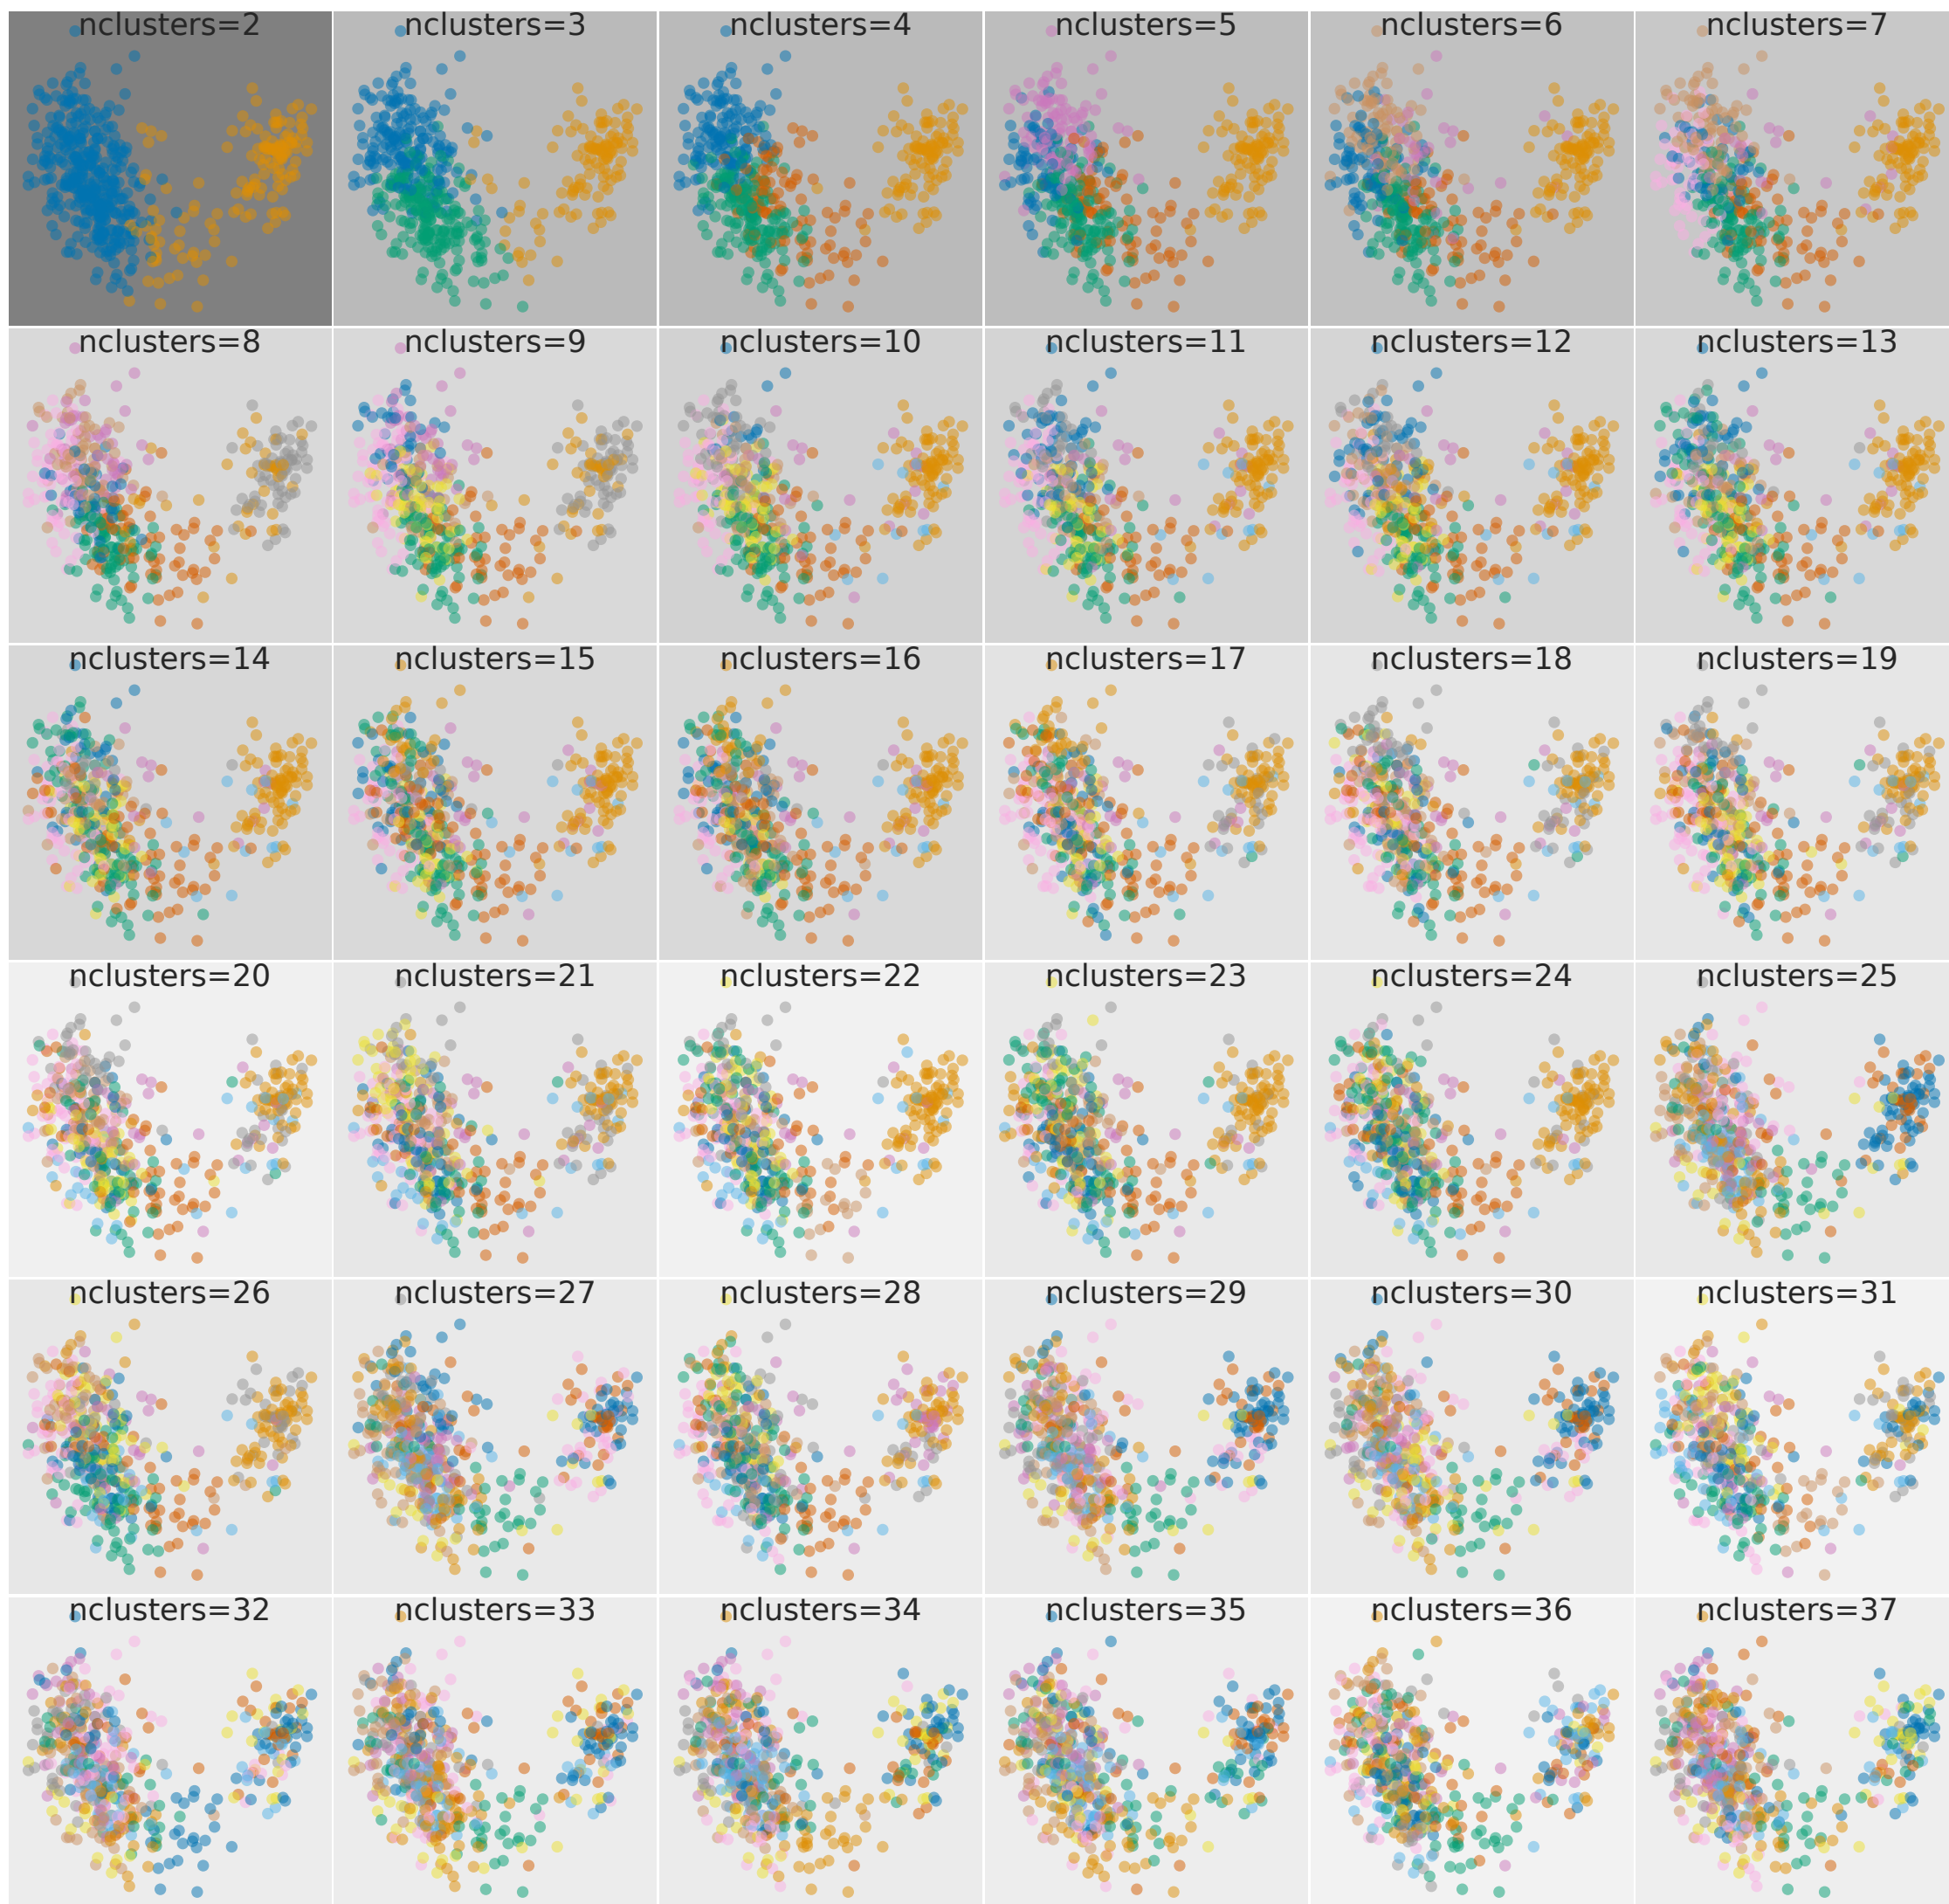 nclusters=2 nclusters=3 nclusters=4 nclusters=5 nclusters=6 nclusters=7
nclusters=8 nclusters=9 nclusters=10 nclusters=11 nclusters=12 nclusters=13
nclusters=14 nclusters=15 nclusters=16 nclusters=17 nclusters=18 nclusters=19
nclusters=20 nclusters=21 nclusters=22 nclusters=23 nclusters=24 nclusters=25
nclusters=26 nclusters=27 nclusters=28 nclusters=29 nclusters=30 nclusters=31
nclusters=32 nclusters=33 nclusters=34 nclusters=35 nclusters=36 nclusters=37